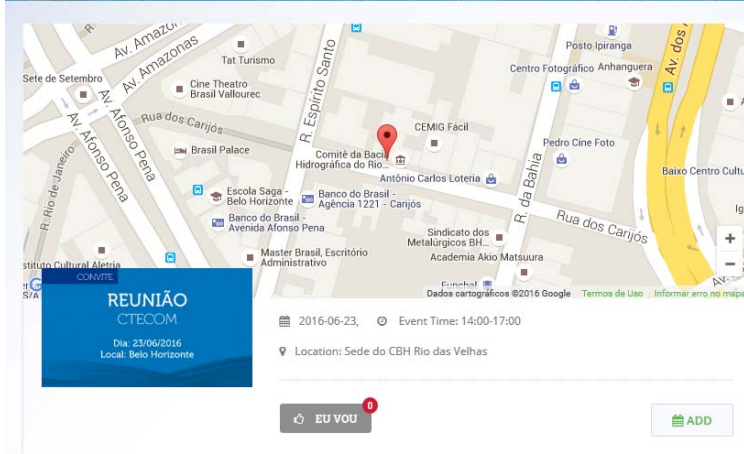 Av. Amazonas
Av. Amazonas
Tat Turismo
Sete de Setembro
Cine Theatro
Brasil Vallourec
R. Espírito Santo
Posto Ipiranga
Centro Fotográfico Anhanguera
Av. dos
Rua dos Carijós
Av. Afonso Pena
Av. Afonso Pena
R. Rio de Janeiro
Brasil Palace
CEMIG Fácil
Comitê da Bacia
Hidrográfica do Rio...
Pedro Cine Foto
Antônio Carlos Loteria
Baixo Centro Cultu
Escola Saga -
Belo Horizonte
Banco do Brasil -
Agência 1221 - Carijós
R. da Bahia
Rua dos Carijós
Ig
Banco do Brasil -
Avenida Afonso Pena
Sindicato dos
Metalúrgicos BH...
Academia Akio Matsuura
Master Brasil, Escritório
Administrativo
stituto Cultural Aletria
Funchal
+
−
Dados cartográficos ©2016 Google
Termos de Uso
Informar erro no mapa
CONVITE
REUNIÃO
CTECOM
Dia: 23/06/2016
Local: Belo Horizonte
2016-06-23, Event Time: 14:00-17:00
Location: Sede do CBH Rio das Velhas
EU VOU
0
ADD